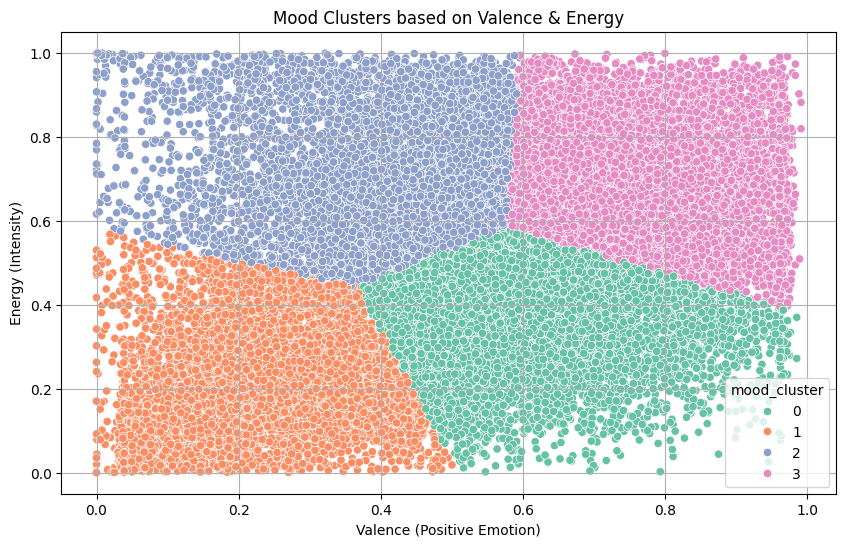 Mood Clusters based on Valence & Energy
Energy (Intensity)
1.0
0.8
0.6
0.4
0.2
0.0
mood_cluster
0
1
2
3
0.0 0.2 0.4 0.6 0.8 1.0
Valence (Positive Emotion)